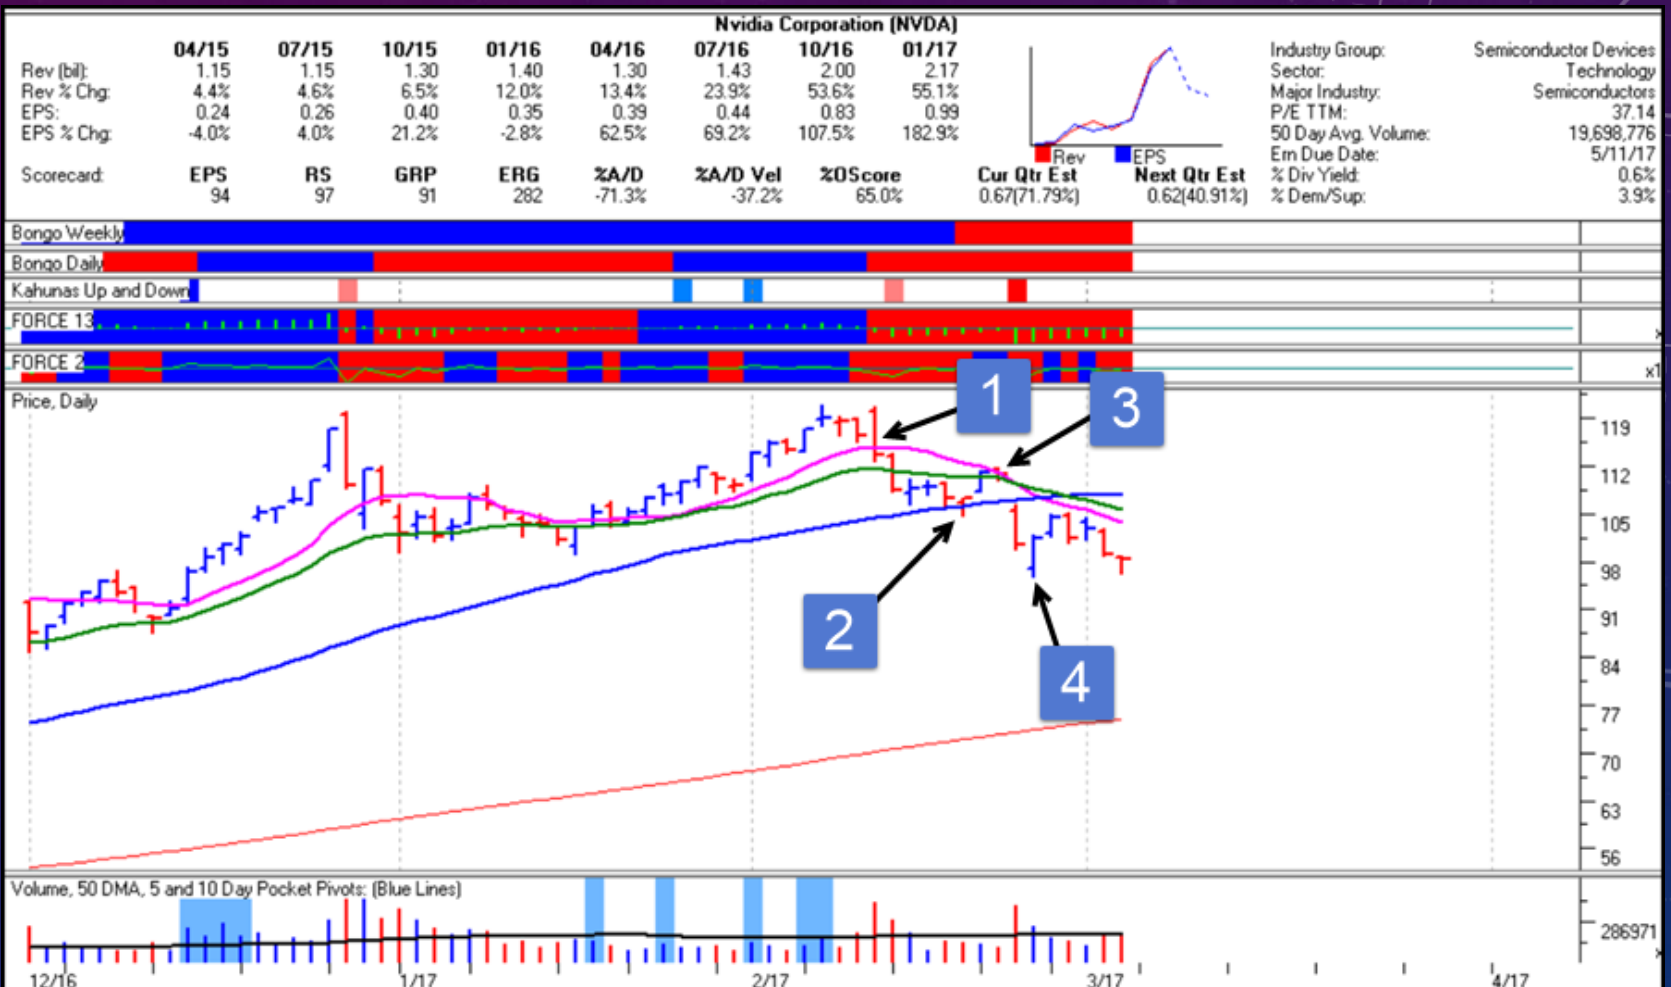 Nvidia Corporation (NVDA)
04/15 07/15 10/15 01/16 04/16 07/16 10/16 01/17
Rev (bil): 1.15 1.15 1.30 1.40 1.30 1.43 2.00 2.17
Rev % Chg: 4.4% 4.6% 6.5% 12.0% 13.4% 23.9% 53.6% 55.1%
EPS: 0.24 0.26 0.40 0.35 0.39 0.44 0.83 0.99
EPS % Chg: -4.0% 4.0% 21.2% -2.8% 62.5% 69.2% 107.5% 182.9%
Rev EPS
Scorecard: EPS RS GRP ERG %A/D %A/D Vel %OScore Cur Qtr Est Next Qtr Est
94 97 91 282 -71.3% -37.2% 65.0% 0.67(71.79%) 0.62(40.91%)
Industry Group: Semiconductor Devices
Sector: Technology
Major Industry: Semiconductors
P/E TTM: 37.14
50 Day Avg. Volume: 19,698,776
Ern Due Date: 5/11/17
% Div Yield: 0.6%
% Dem/Sup: 3.9%
Bongo Weekly
Bongo Daily
Kahunas Up and Down
FORCE 13
x
FORCE 2
x1
Price, Daily
1
3
2
4
119
112
105
98
91
84
77
70
63
56
Volume, 50 DMA, 5 and 10 Day Pocket Pivots: (Blue Lines)
286971
x
12/16 1/17 2/17 3/17 4/17